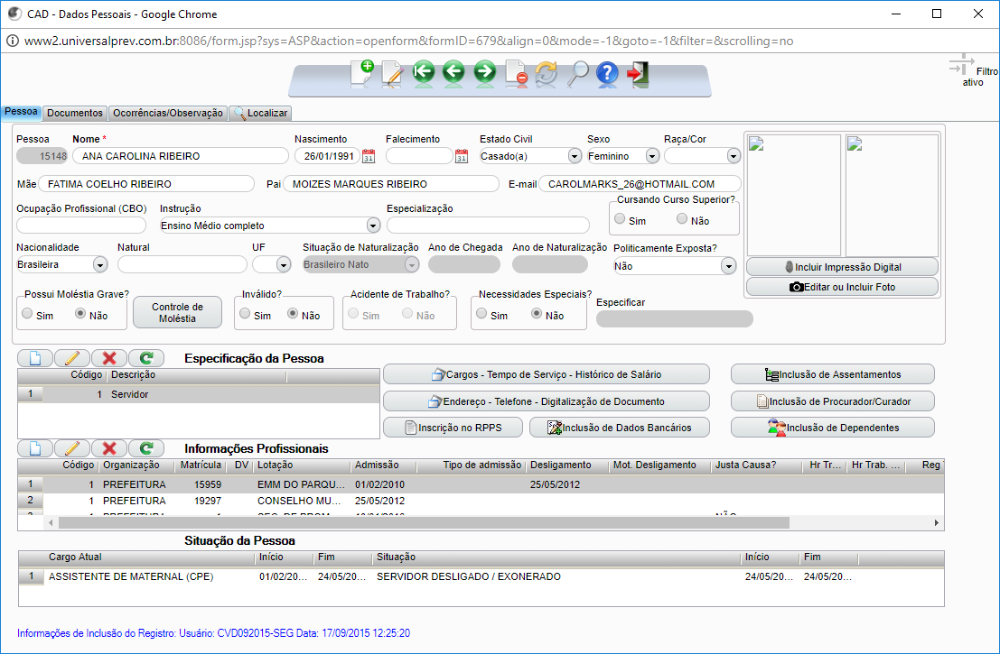 CAD - Dados Pessoais - Google Chrome
www2.universalprev.com.br:8086/form.jsp?sys=ASP&action=openform&formID=679&align=0&mode=-1&goto=-1&filter=&scrolling=no
Filtro
ativo
Pessoa Documentos Ocorrências/Observação Localizar
Pessoa Nome * Nascimento Falecimento Estado Civil Sexo Raça/Cor
15148 ANA CAROLINA RIBEIRO 26/01/1991 31 31 Casado(a) Feminino
Mãe FATIMA COELHO RIBEIRO Pai MOIZES MARQUES RIBEIRO E-mail CAROLMARKS_26@HOTMAIL.COM
Ocupação Profissional (CBO) Instrução Especialização Cursando Curso Superior?
Ensino Médio completo Sim Não
Nacionalidade Natural UF Situação de Naturalização Ano de Chegada Ano de Naturalização Politicamente Exposta?
Brasileira Brasileiro Nato Não
Incluir Impressão Digital
Editar ou Incluir Foto
Possui Moléstia Grave? Inválido? Acidente de Trabalho? Necessidades Especiais? Especificar
Sim Não Controle de Moléstia Sim Não Sim Não Sim Não
Especificação da Pessoa
Código Descrição
1 1 Servidor
Cargos - Tempo de Serviço - Histórico de Salário Inclusão de Assentamentos
Endereço - Telefone - Digitalização de Documento Inclusão de Procurador/Curador
Inscrição no RPPS Inclusão de Dados Bancários Inclusão de Dependentes
Informações Profissionais
Código Organização Matrícula DV Lotação Admissão Tipo de admissão Desligamento Mot. Desligamento Justa Causa? Hr Tr... Hr Trab. ... Reg
1 1 PREFEITURA 15959 EMM DO PARQU... 01/02/2010 25/05/2012
2 1 PREFEITURA 19297 CONSELHO MU... 25/05/2012
Situação da Pessoa
Cargo Atual Início Fim Situação Início Fim
1 ASSISTENTE DE MATERNAL (CPE) 01/02/20... 24/05/20... SERVIDOR DESLIGADO / EXONERADO 24/05/20... 24/05/20...
Informações de Inclusão do Registro: Usuário: CVD092015-SEG Data: 17/09/2015 12:25:20